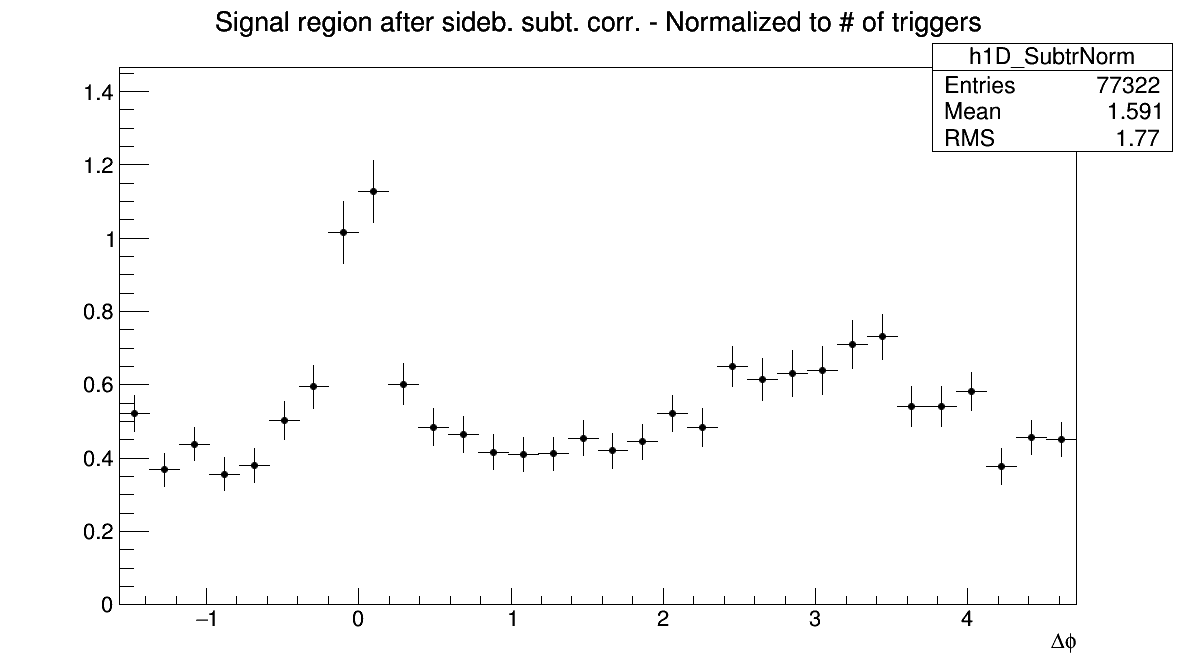 Signal region after sideb. subt. corr. - Normalized to # of triggers
h1D_SubtrNorm
Entries 77322
Mean 1.591
RMS 1.77
1.4
1.2
1
0.8
0.6
0.4
0.2
0
−1 0 1 2 3 4
Δϕ